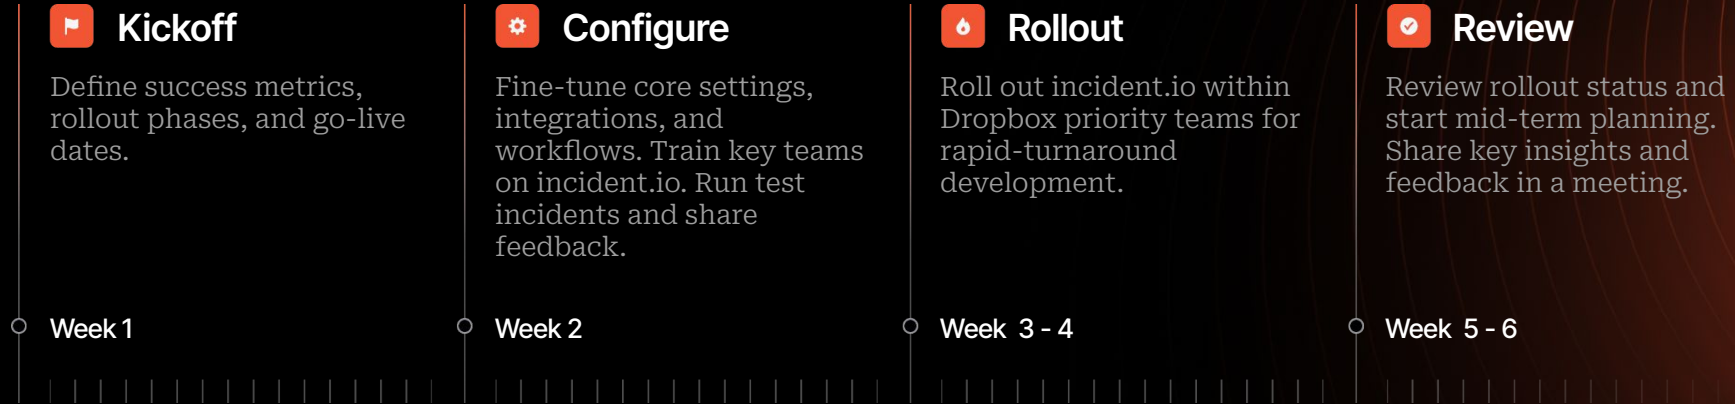 Kickoff
Define success metrics,
rollout phases, and go-live
dates.
Week 1
Configure
Fine-tune core settings,
integrations, and
workflows. Train key teams
on incident.io. Run test
incidents and share
feedback.
Week 2
Rollout
Roll out incident.io within
Dropbox priority teams for
rapid-turnaround
development.
Week 3 - 4
Review
Review rollout status and
start mid-term planning.
Share key insights and
feedback in a meeting.
Week 5 - 6